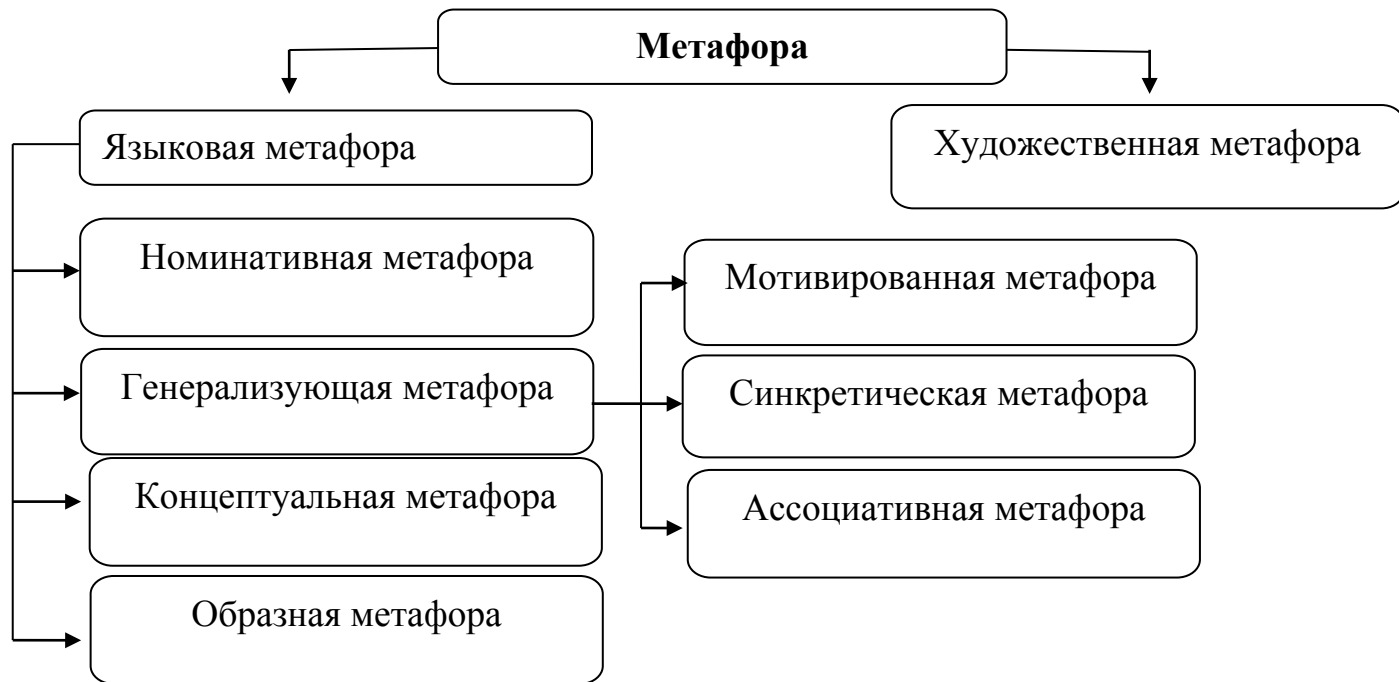 Метафора
Языковая метафора
Художественная метафора
Номинативная метафора
Мотивированная метафора
Генерализующая метафора
Синкретическая метафора
Концептуальная метафора
Ассоциативная метафора
Образная метафора